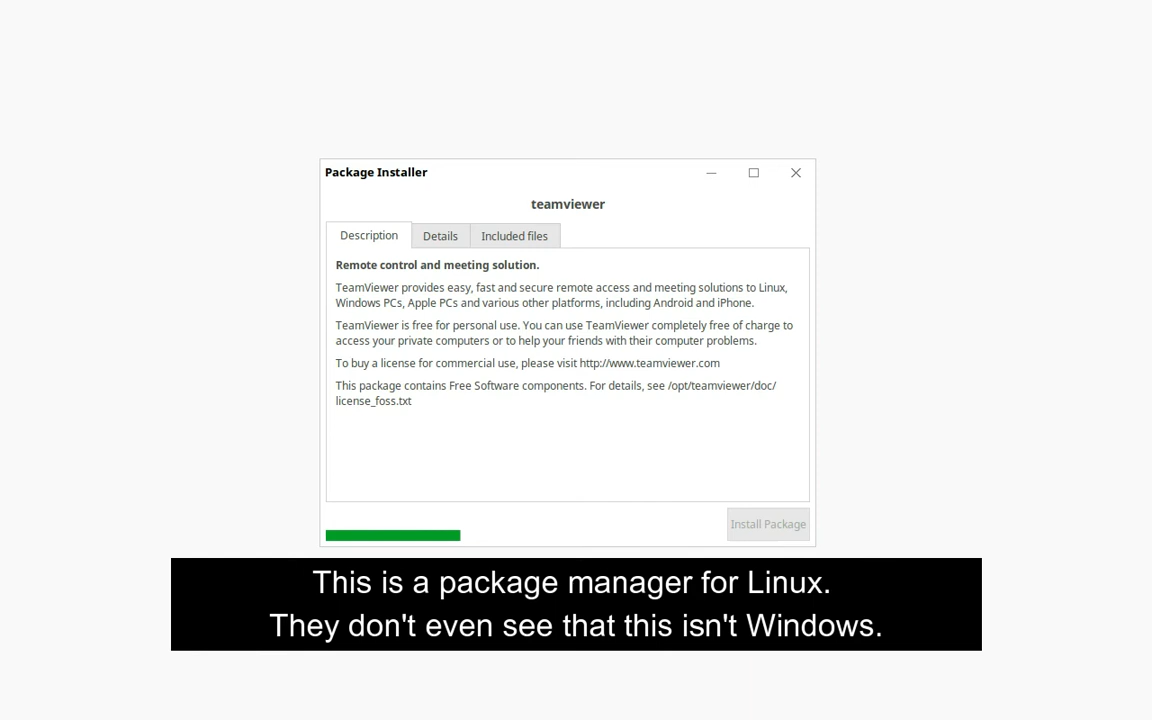 Package Installer
teamviewer
Description Details Included files
Remote control and meeting solution.
TeamViewer provides easy, fast and secure remote access and meeting solutions to Linux,
Windows PCs, Apple PCs and various other platforms, including Android and iPhone.
TeamViewer is free for personal use. You can use TeamViewer completely free of charge to
access your private computers or to help your friends with their computer problems.
To buy a license for commercial use, please visit http://www.teamviewer.com
This package contains Free Software components. For details, see /opt/teamviewer/doc/
license_foss.txt
Install Package
This is a package manager for Linux.
They don't even see that this isn't Windows.